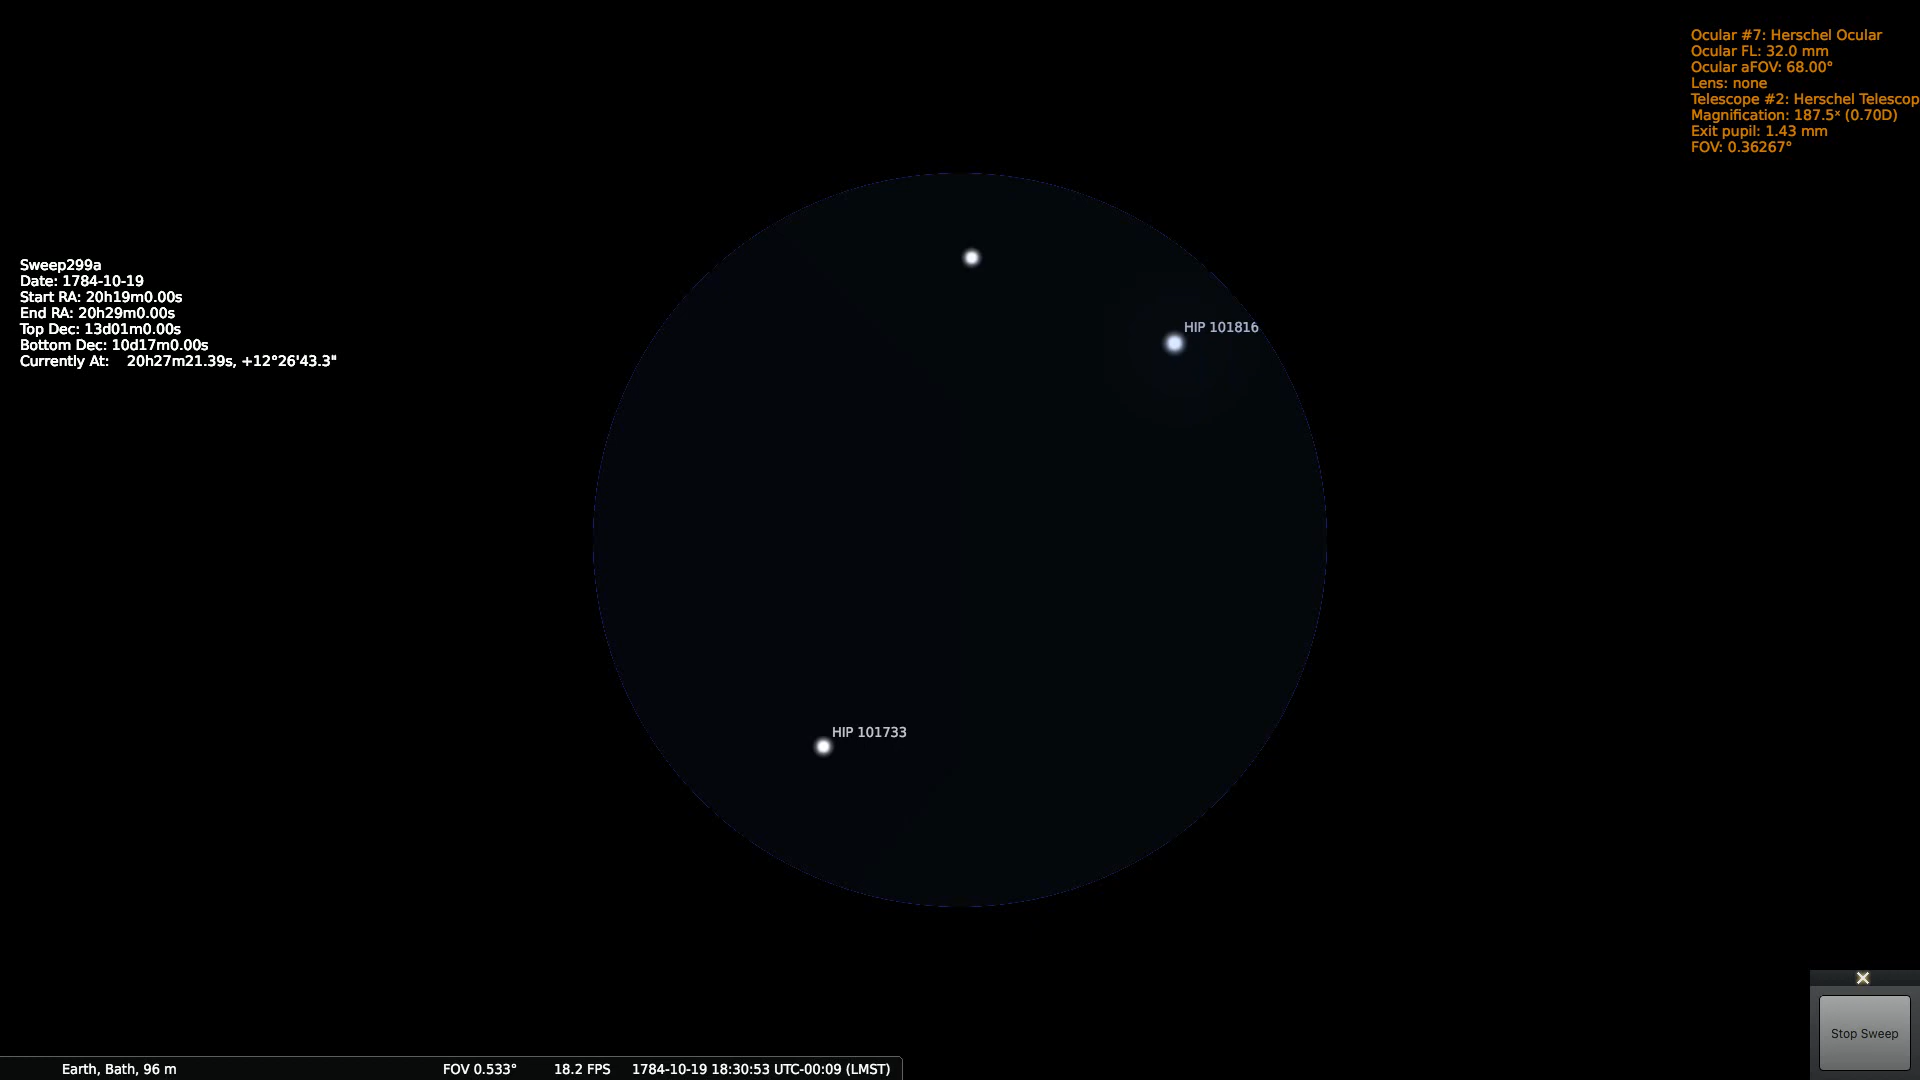 Ocular #7: Herschel Ocular
Ocular FL: 32.0 mm
Ocular aFOV: 68.00°
Lens: none
Telescope #2: Herschel Telescop
Magnification: 187.5ˣ (0.70D)
Exit pupil: 1.43 mm
FOV: 0.36267°
Sweep299a
Date: 1784-10-19
Start RA: 20h19m0.00s
End RA: 20h29m0.00s
Top Dec: 13d01m0.00s
Bottom Dec: 10d17m0.00s
Currently At: 20h27m21.39s, +12°26'43.3"
HIP 101816
HIP 101733
Stop Sweep
Earth, Bath, 96 m FOV 0.533° 18.2 FPS 1784-10-19 18:30:53 UTC-00:09 (LMST)